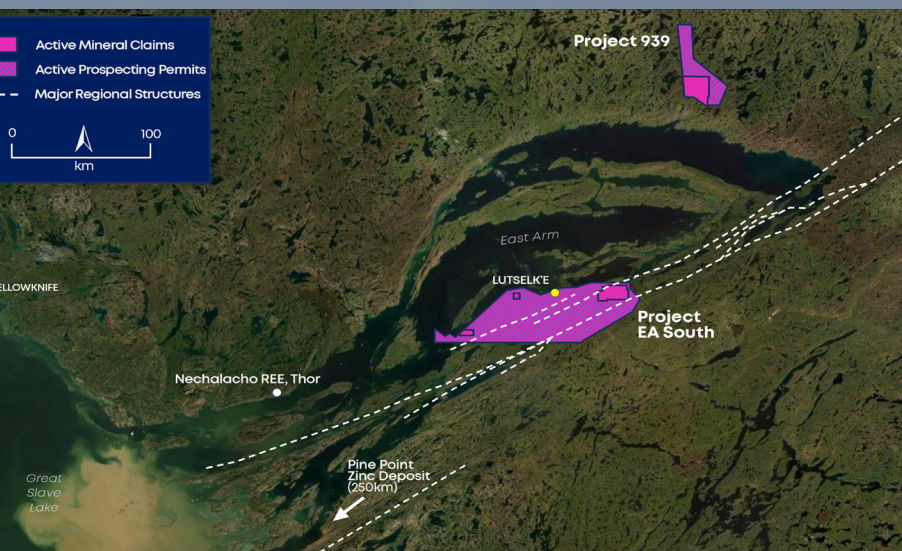 Active Mineral Claims
Active Prospecting Permits
Major Regional Structures
0 100
km
Project 939
East Arm
LUTSELK'E
ELLOWKNIFE
Project
EA South
Nechalacho REE, Thor
Pine Point
Zinc Deposit
(250km)
Great
Slave
Lake